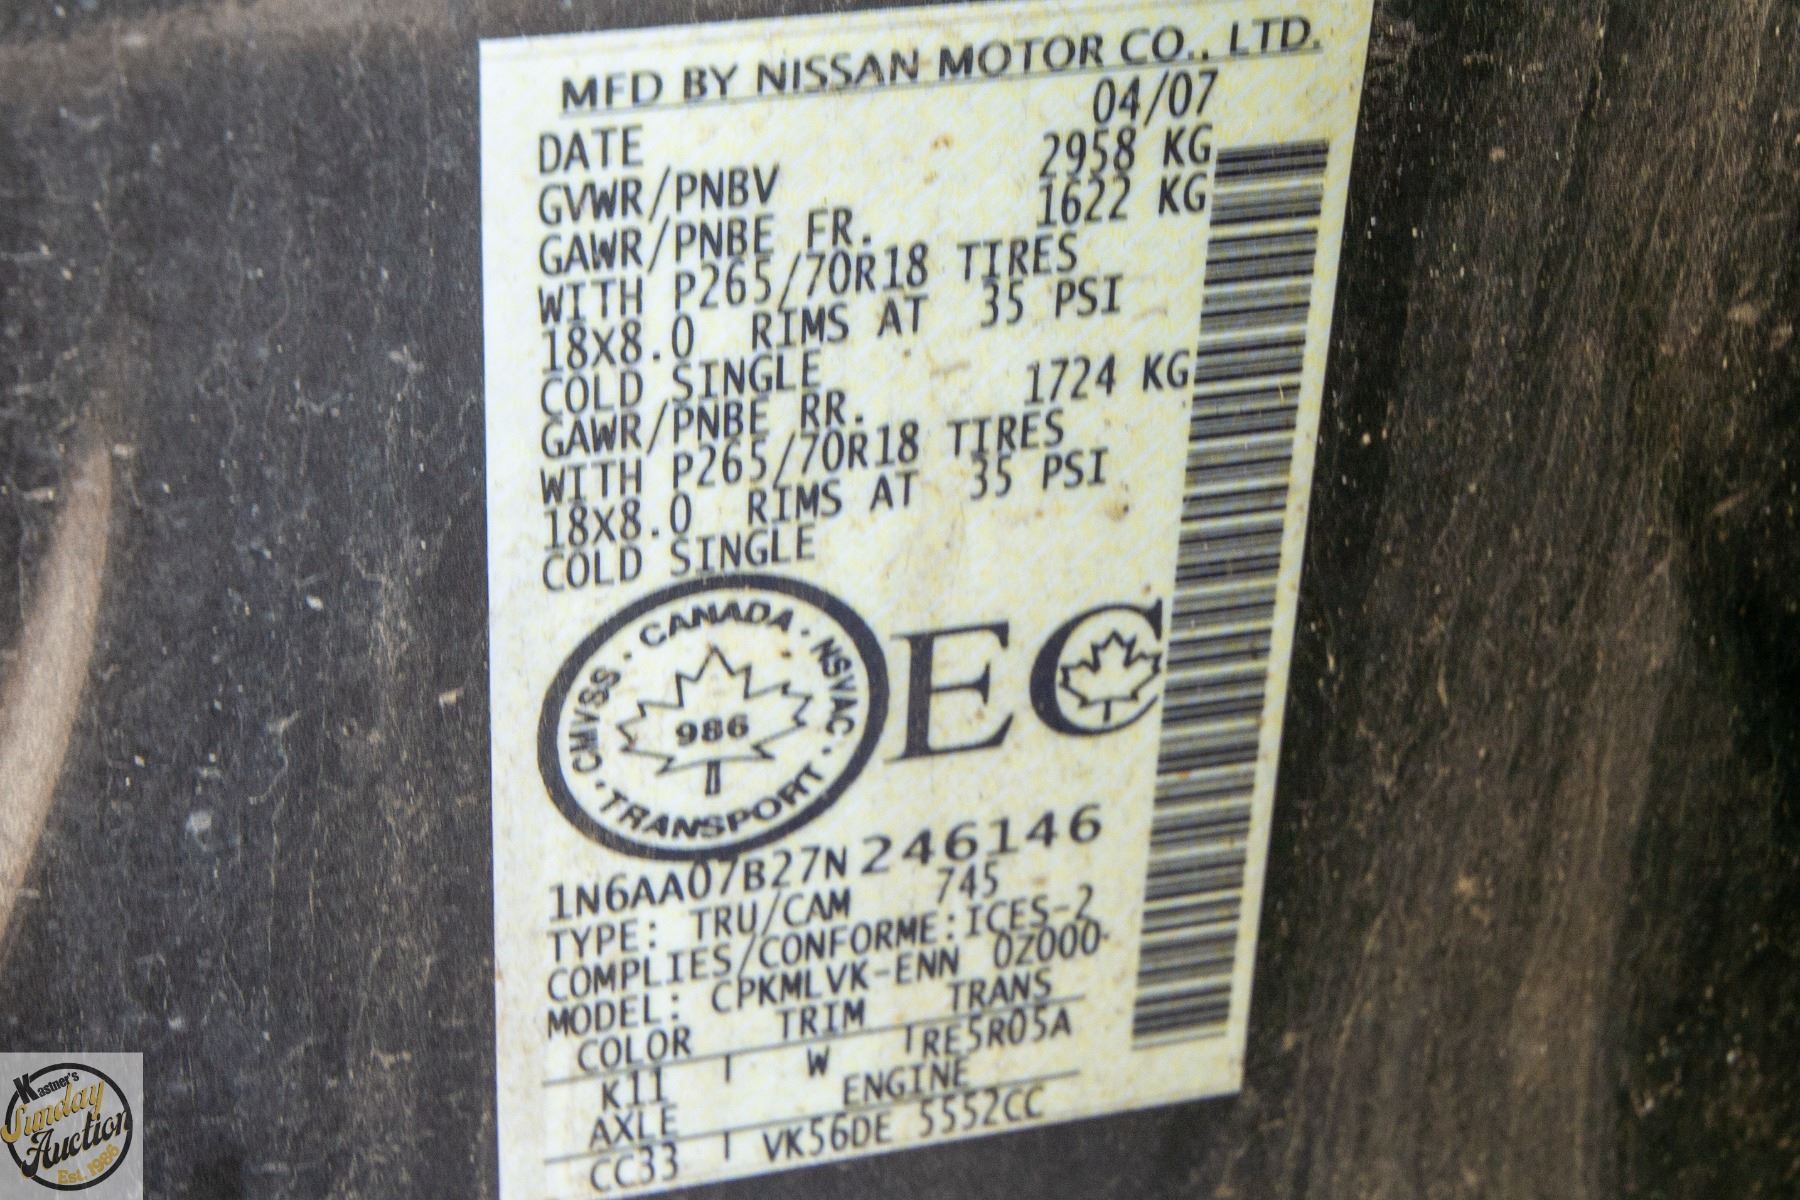 MFD BY NISSAN MOTOR CO., LTD.
DATE 04/07
GVWR/PNBV 2958 KG
GAWR/PNBE FR. 1622 KG
WITH P265/70R18 TIRES
18X8.0 RIMS AT 35 PSI
COLD SINGLE
GAWR/PNBE RR. 1724 KG
WITH P265/70R18 TIRES
18X8.0 RIMS AT 35 PSI
COLD SINGLE
CMVSS · CANADA · NSVAC · TRANSPORT ·
986
EC
1N6AA07B27N246146
TYPE: TRU/CAM 745
COMPLIES/CONFORME:ICES-2
MODEL: CPKMLVK-ENN 0Z000-
COLOR TRIM TRANS
K11 W RE5R05A
AXLE ENGINE
CC33 VK56DE 5552CC
Kastner's
Sunday
Auction
Est. 1986